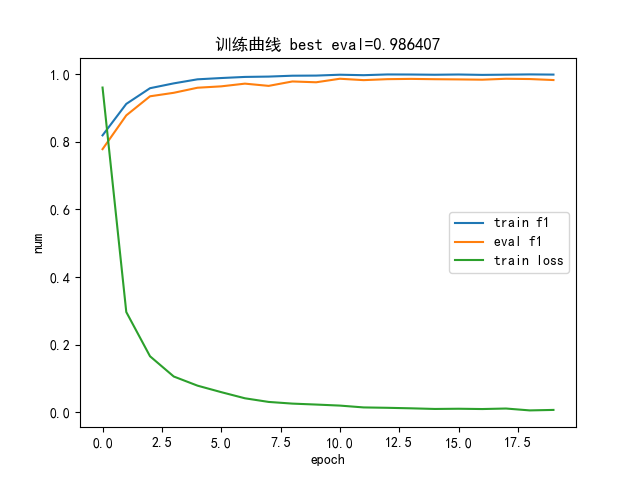 训练曲线 best eval=0.986407
1.0
0.8
0.6
0.4
0.2
0.0
num
train f1
eval f1
train loss
0.0 2.5 5.0 7.5 10.0 12.5 15.0 17.5
epoch